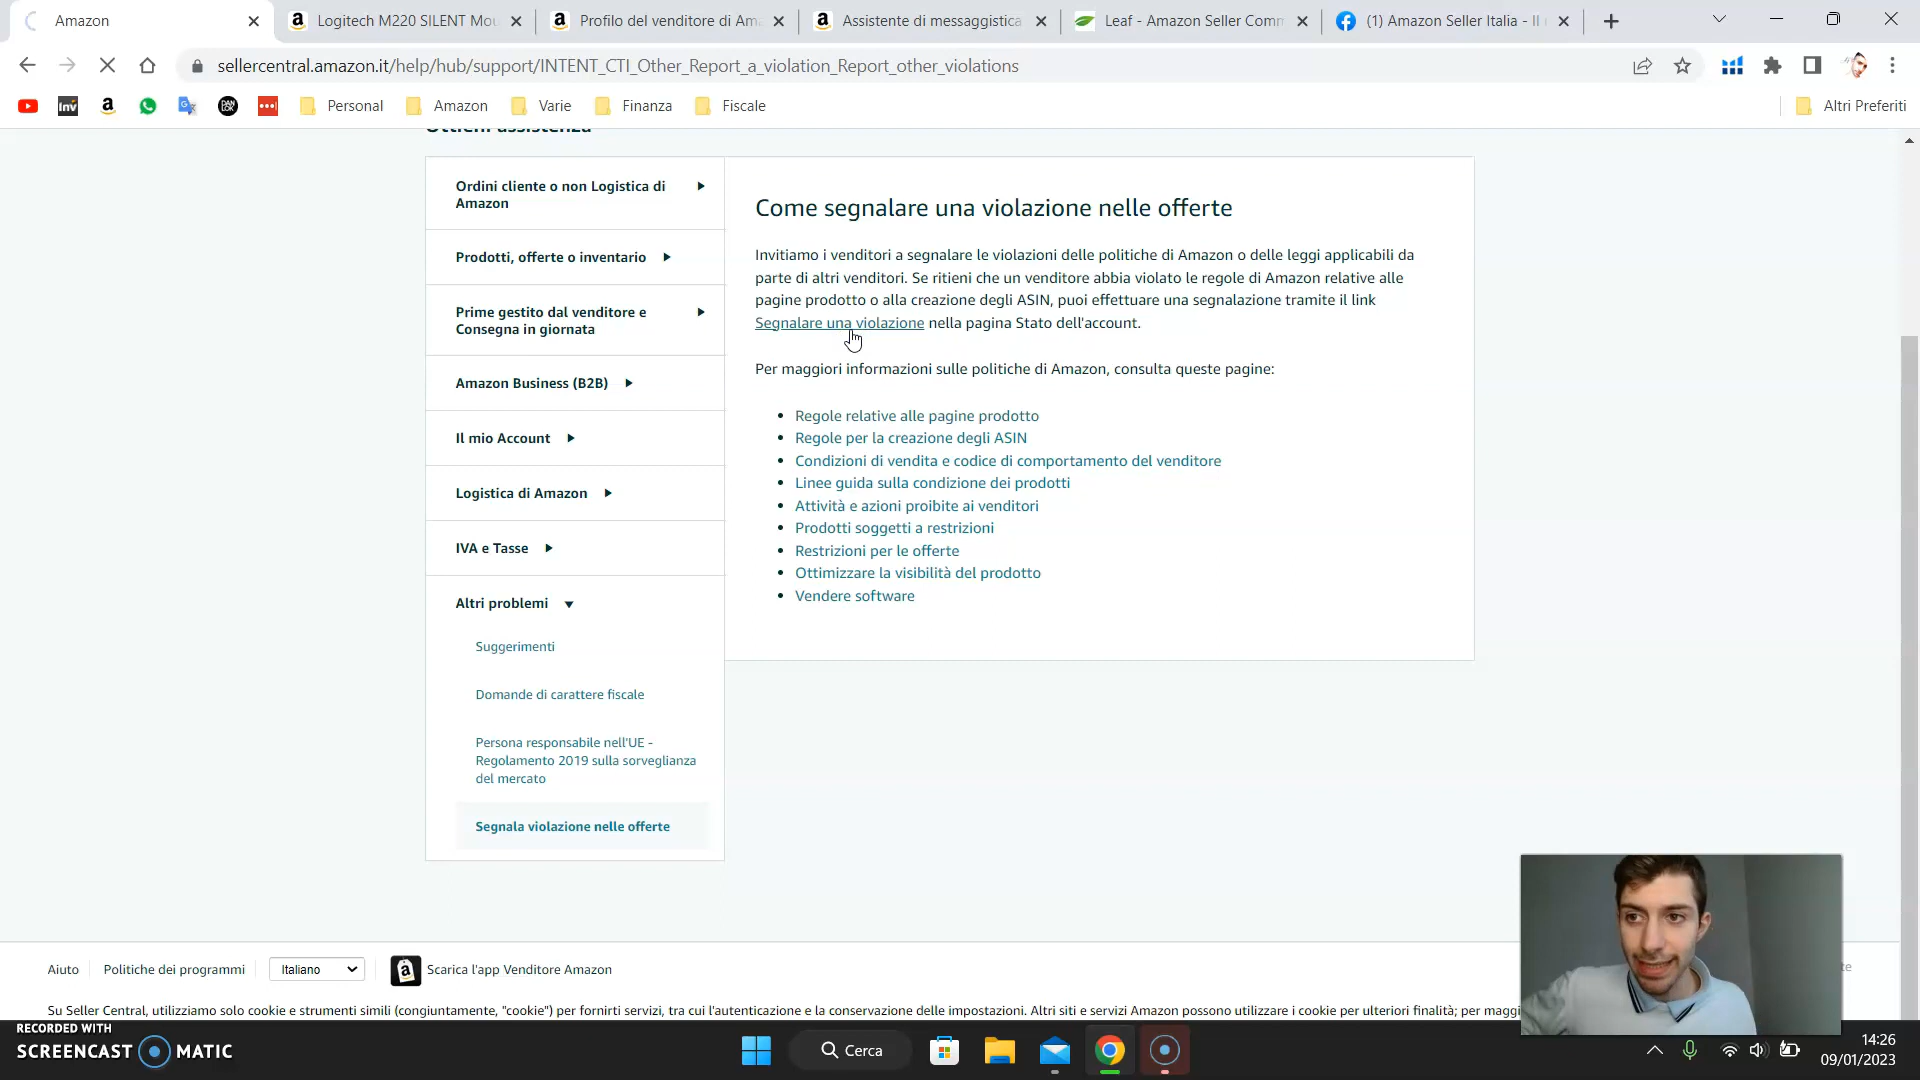 Amazon
Logitech M220 SILENT Mou
Profilo del venditore di Am
Assistente di messaggistica
Leaf - Amazon Seller Com
(1) Amazon Seller Italia - Il
sellercentral.amazon.it/help/hub/support/INTENT_CTI_Other_Report_a_violation_Report_other_violations
Inv
PAN
LOK
Personal
Amazon
Varie
Finanza
Fiscale
Altri Preferiti
Ottieni assistenza
Ordini cliente o non Logistica di
Amazon
Prodotti, offerte o inventario
Prime gestito dal venditore e
Consegna in giornata
Amazon Business (B2B)
Il mio Account
Logistica di Amazon
IVA e Tasse
Altri problemi
Suggerimenti
Domande di carattere fiscale
Persona responsabile nell'UE -
Regolamento 2019 sulla sorveglianza
del mercato
Segnala violazione nelle offerte
Come segnalare una violazione nelle offerte
Invitiamo i venditori a segnalare le violazioni delle politiche di Amazon o delle leggi applicabili da
parte di altri venditori. Se ritieni che un venditore abbia violato le regole di Amazon relative alle
pagine prodotto o alla creazione degli ASIN, puoi effettuare una segnalazione tramite il link
Segnalare una violazione nella pagina Stato dell'account.
Per maggiori informazioni sulle politiche di Amazon, consulta queste pagine:
Regole relative alle pagine prodotto
Regole per la creazione degli ASIN
Condizioni di vendita e codice di comportamento del venditore
Linee guida sulla condizione dei prodotti
Attività e azioni proibite ai venditori
Prodotti soggetti a restrizioni
Restrizioni per le offerte
Ottimizzare la visibilità del prodotto
Vendere software
Aiuto
Politiche dei programmi
Italiano
Scarica l'app Venditore Amazon
Su Seller Central, utilizziamo solo cookie e strumenti simili (congiuntamente, "cookie") per fornirti servizi, tra cui l'autenticazione e la conservazione delle impostazioni. Altri siti e servizi Amazon possono utilizzare i cookie per ulteriori finalità; per maggi
RECORDED WITH
SCREENCAST MATIC
Cerca
14:26
09/01/2023